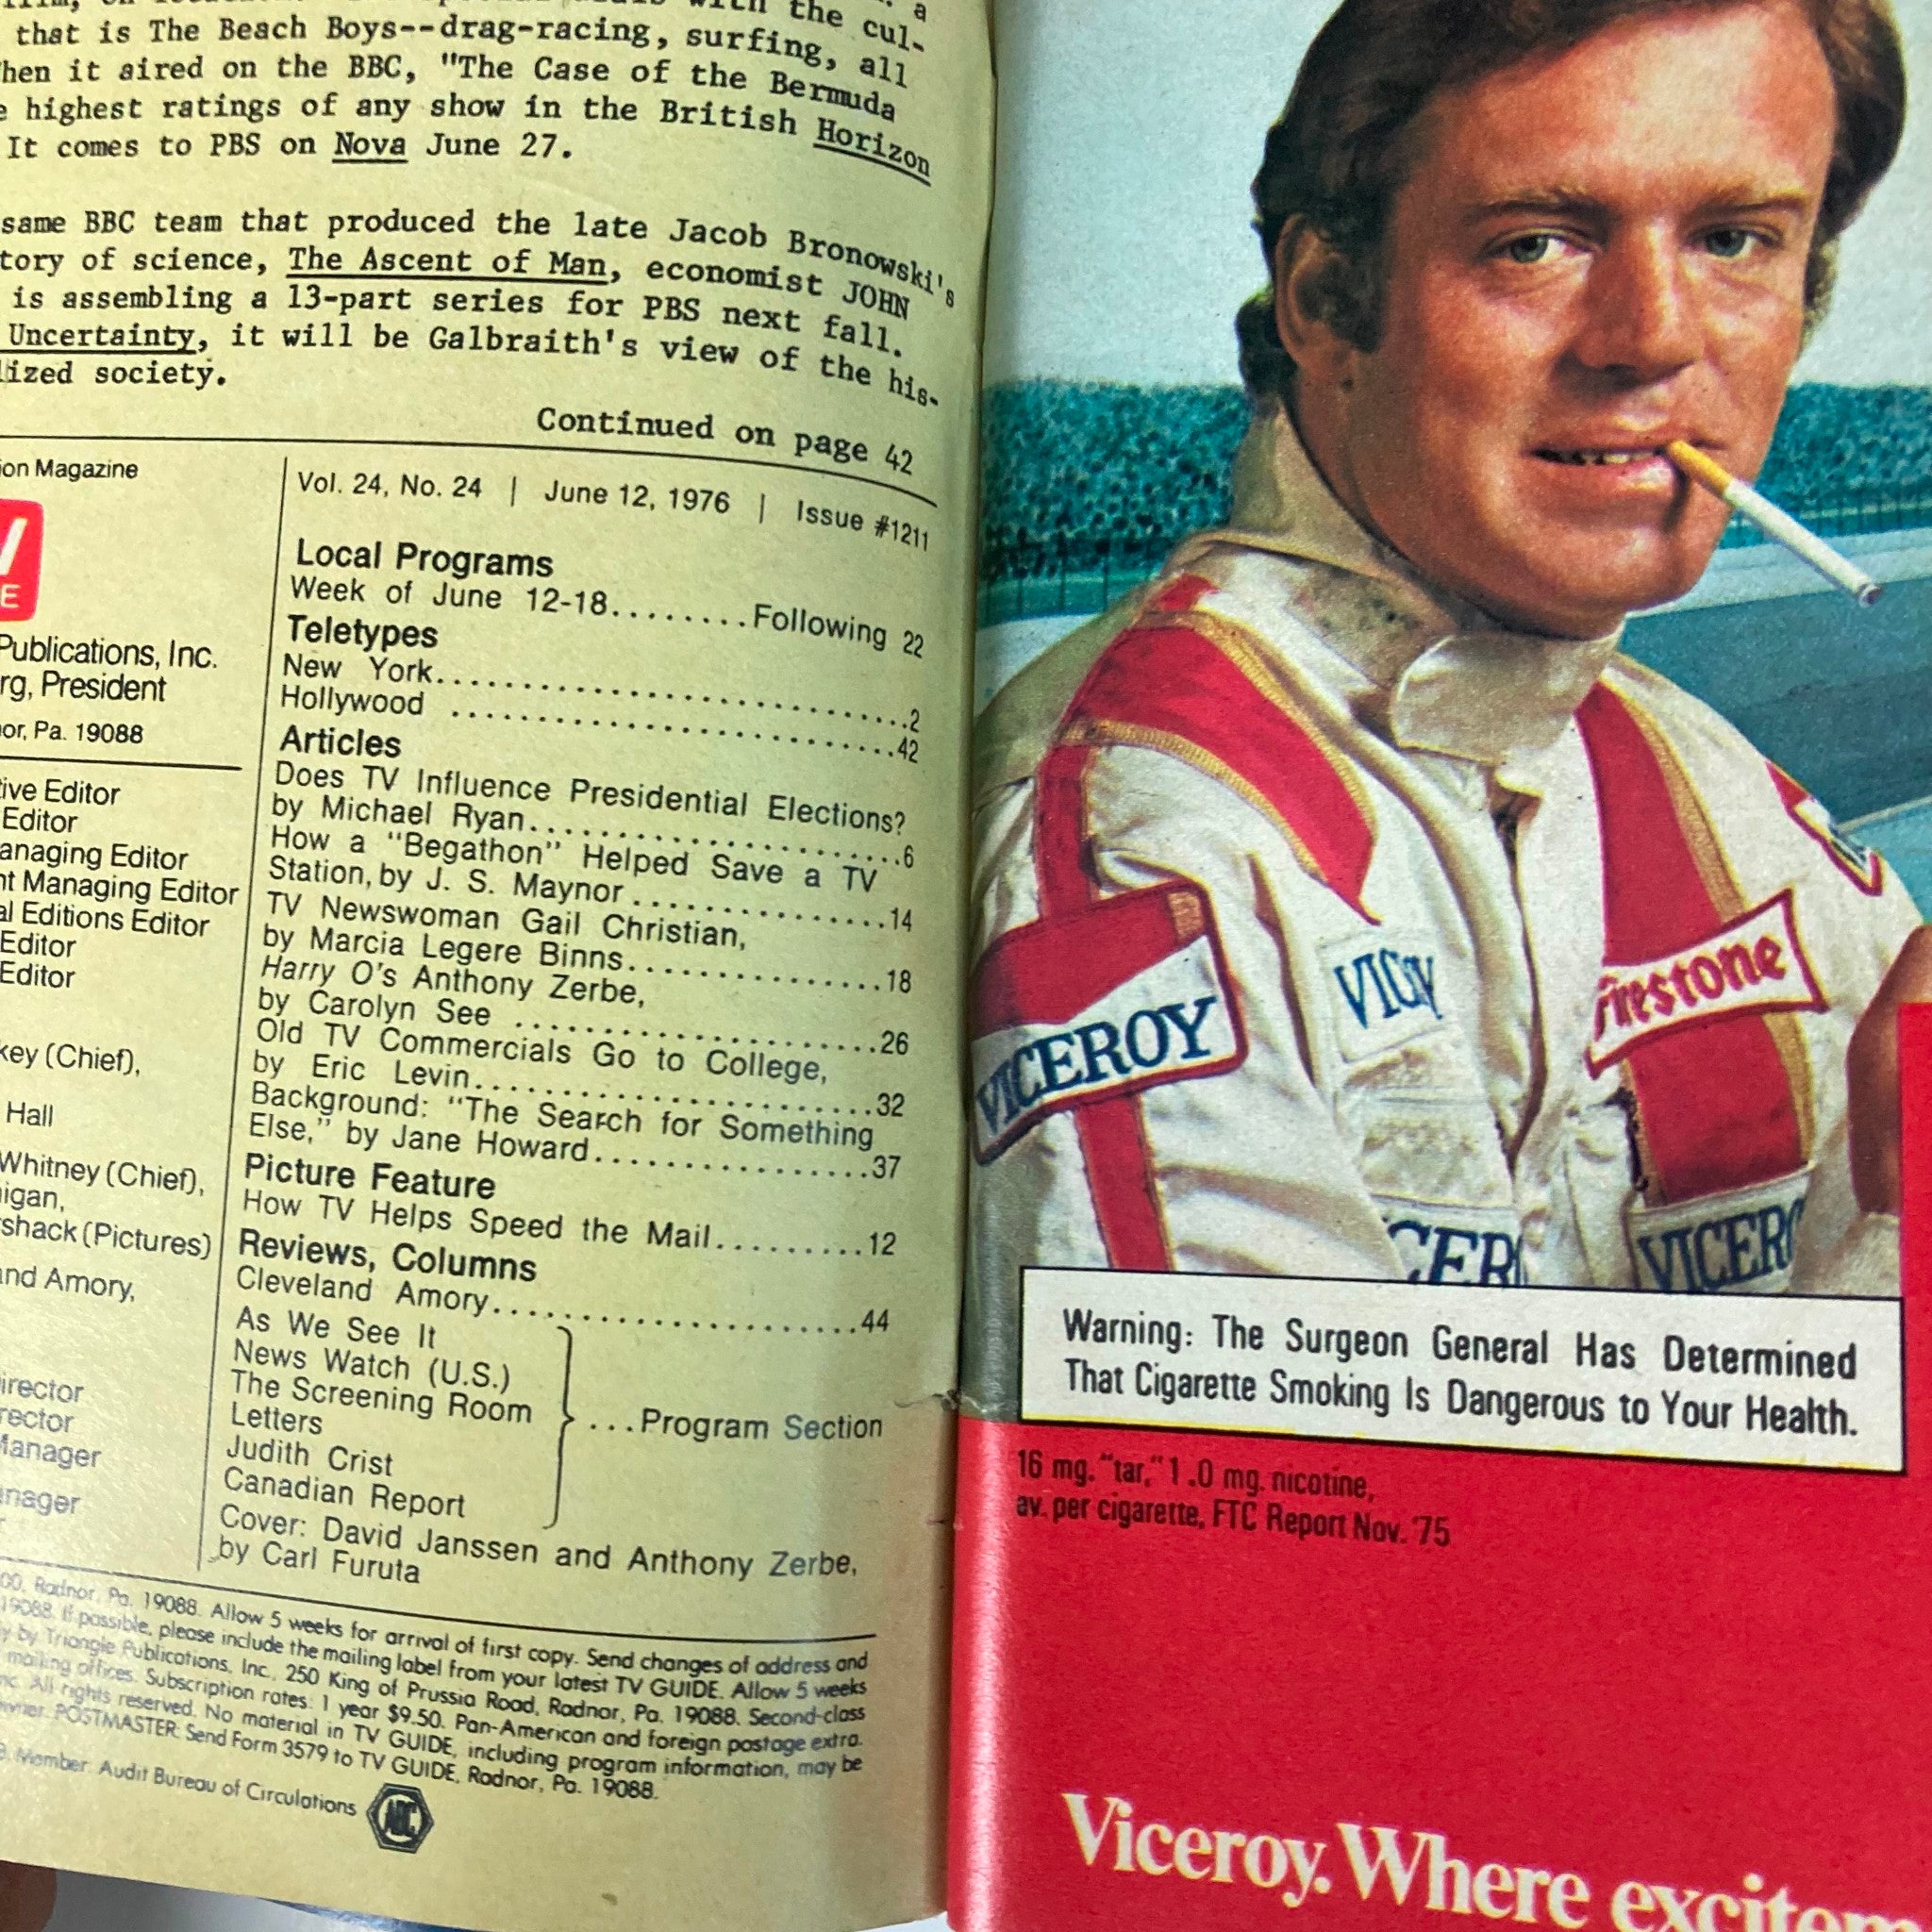 a
with the cul-
that is The Beach Boys--drag-racing, surfing, all
hen it aired on the BBC, "The Case of the Bermuda
e highest ratings of any show in the British Horizon
It comes to PBS on Nova June 27.
same BBC team that produced the late Jacob Bronowski's
tory of science, The Ascent of Man, economist JOHN
is assembling a 13-part series for PBS next fall.
Uncertainty, it will be Galbraith's view of the his-
lized society.
Continued on page 42
ion Magazine
V
E
Publications, Inc.
rg, President
or, Pa. 19088
ive Editor
Editor
anaging Editor
nt Managing Editor
al Editions Editor
Editor
Editor
key (Chief),
Hall
Whitney (Chief),
igan,
shack (Pictures)
nd Amory,
irector
rector
Manager
nager
Vol. 24, No. 24 | June 12, 1976 | Issue #1211
Local Programs
Week of June 12-18........Following 22
Teletypes
New York..............................2
Hollywood ............................42
Articles
Does TV Influence Presidential Elections?
by Michael Ryan.......................6
How a "Begathon" Helped Save a TV
Station, by J. S. Maynor ...............14
TV Newswoman Gail Christian,
by Marcia Legere Binns...............18
Harry O's Anthony Zerbe,
by Carolyn See .....................26
Old TV Commercials Go to College,
by Eric Levin.......................32
Background: "The Search for Something
Else," by Jane Howard................37
Picture Feature
How TV Helps Speed the Mail.........12
Reviews, Columns
Cleveland Amory......................44
As We See It
News Watch (U.S.)
The Screening Room
Letters
Judith Crist
Canadian Report
...Program Section
Cover: David Janssen and Anthony Zerbe,
by Carl Furuta
00, Radnor, Pa. 19088. Allow 5 weeks for arrival of first copy. Send changes of address and
19088. If possible, please include the mailing label from your latest TV GUIDE. Allow 5 weeks
y by Triangle Publications, Inc., 250 King of Prussia Road, Radnor, Pa. 19088. Second-class
mailing offices. Subscription rates: 1 year $9.50. Pan-American and foreign postage extra.
nc. All rights reserved. No material in TV GUIDE, including program information, may be
owner. POSTMASTER: Send Form 3579 to TV GUIDE, Radnor, Pa. 19088.
Member Audit Bureau of Circulations
ABC
VICEROY
Firestone
VICEROY
Warning: The Surgeon General Has Determined
That Cigarette Smoking Is Dangerous to Your Health.
16 mg. "tar," 1.0 mg. nicotine,
av. per cigarette, FTC Report Nov. '75
Viceroy. Where excitem